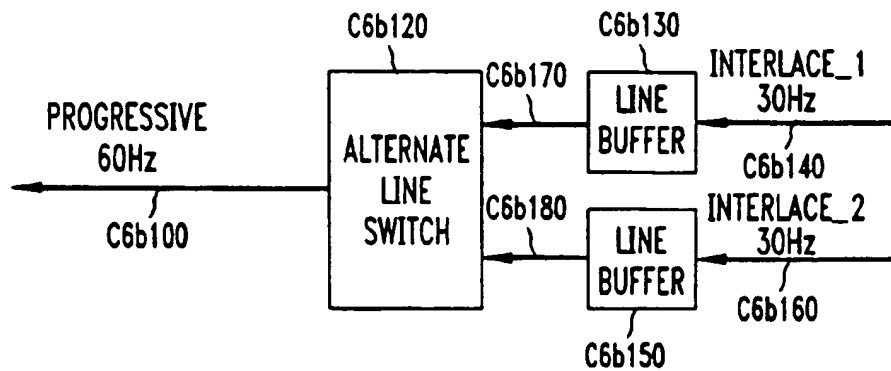 C6b120
C6b130
C6b170
INTERLACE_1
30Hz
LINE
BUFFER
PROGRESSIVE
60Hz
C6b140
ALTERNATE
LINE
SWITCH
C6b100
C6b180
INTERLACE_2
30Hz
LINE
BUFFER
C6b160
C6b150